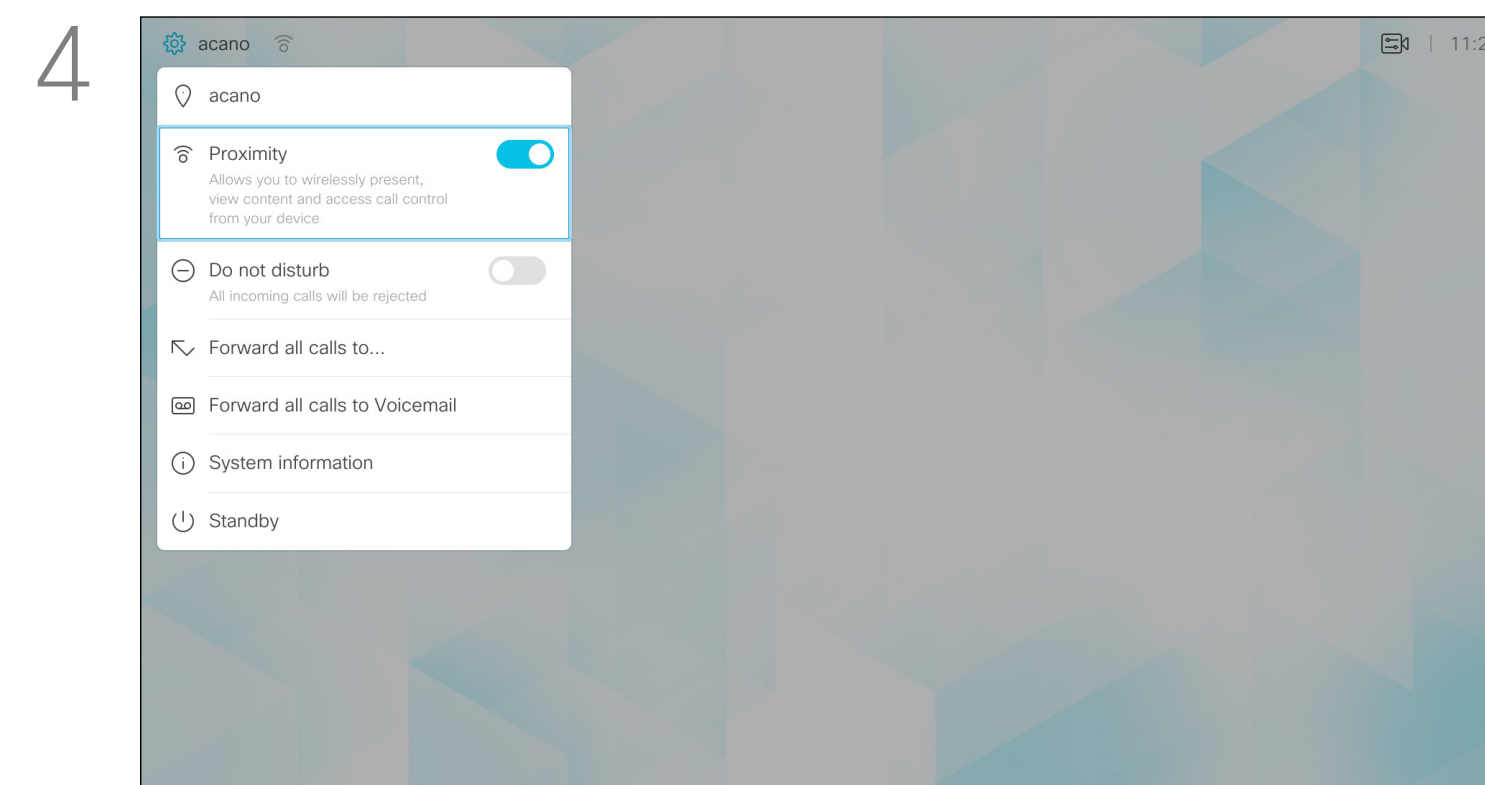 4
acano
11:2
acano
Proximity
Allows you to wirelessly present,
view content and access call control
from your device
Do not disturb
All incoming calls will be rejected
Forward all calls to...
Forward all calls to Voicemail
System information
Standby